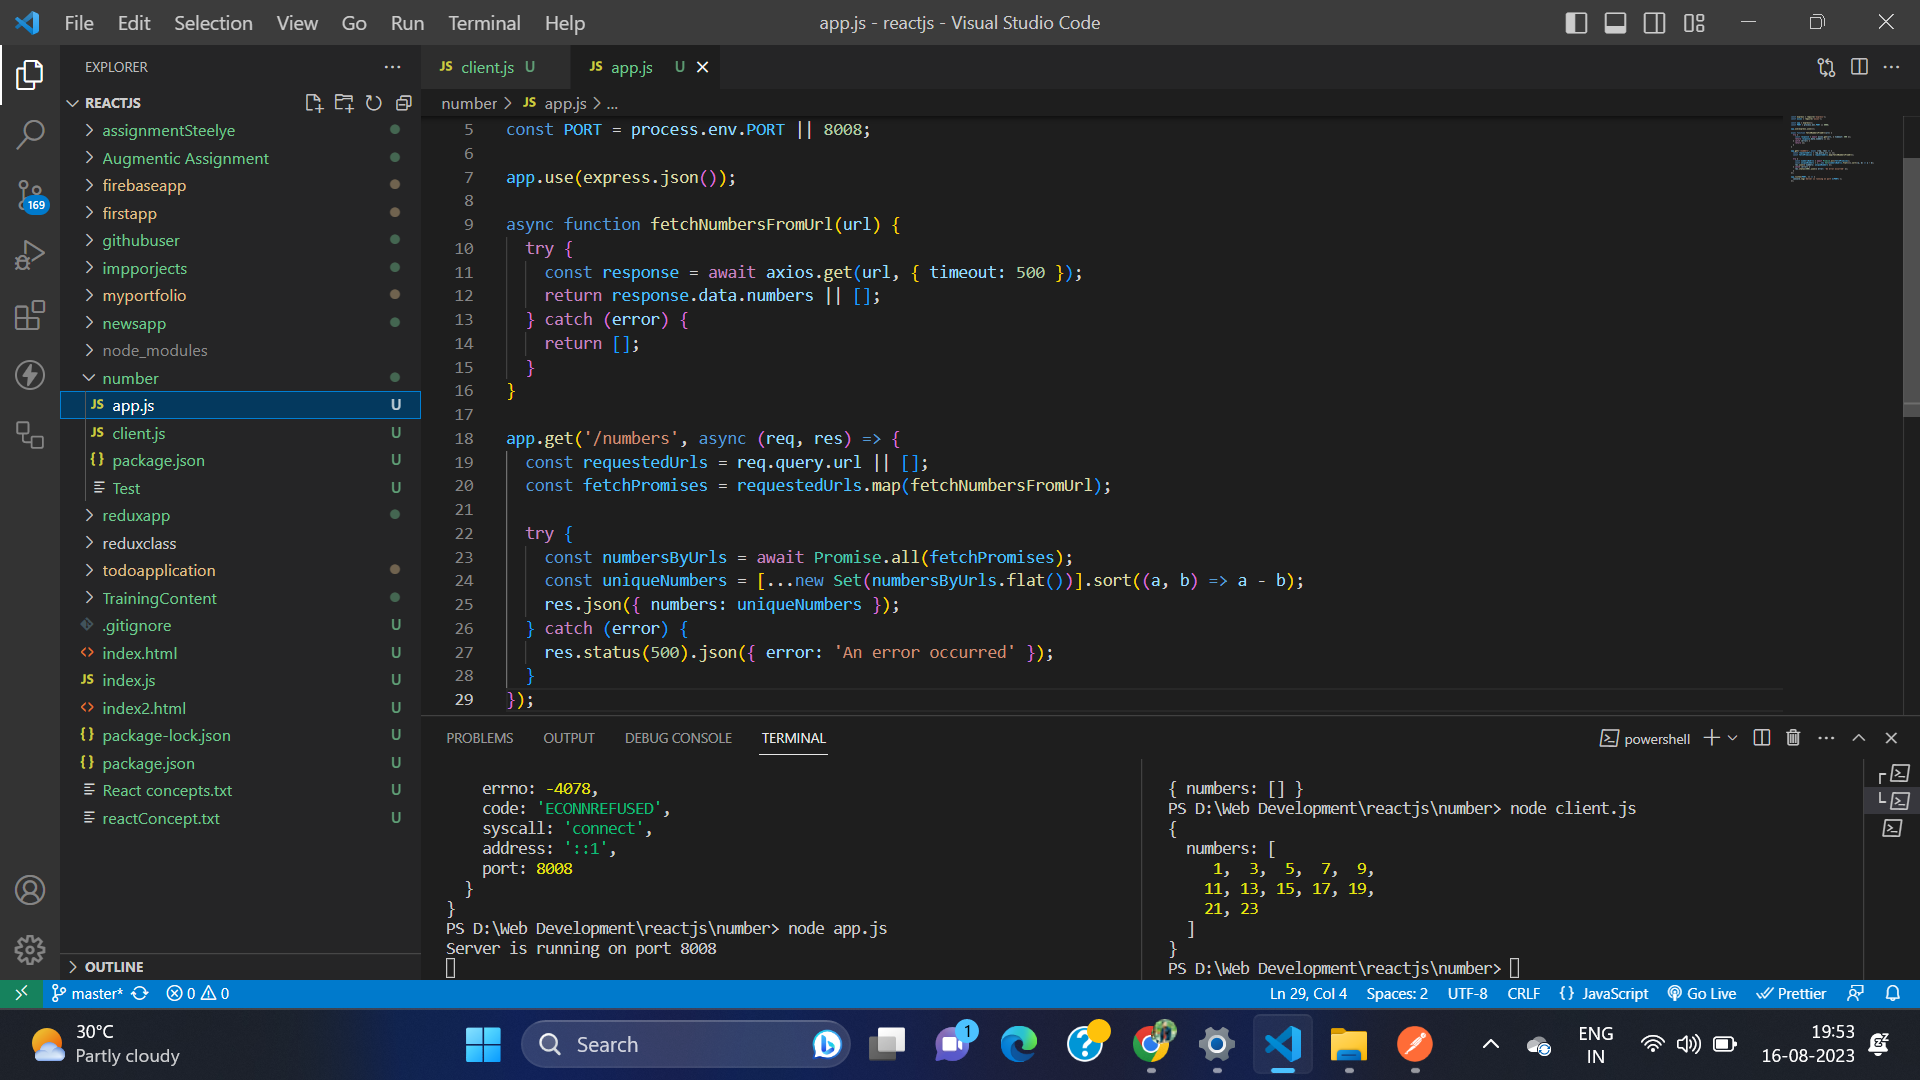 File Edit Selection View Go Run Terminal Help
app.js - reactjs - Visual Studio Code
EXPLORER
REACTJS
assignmentSteelye
Augmentic Assignment
firebaseapp
firstapp
githubuser
impporjects
myportfolio
newsapp
node_modules
number
JS app.js U
JS client.js U
{} package.json U
Test U
reduxapp
reduxclass
todoapplication
TrainingContent
.gitignore U
<> index.html U
JS index.js U
<> index2.html U
{} package-lock.json U
{} package.json U
React concepts.txt U
reactConcept.txt U
OUTLINE
169
JS client.js U
JS app.js U
number > JS app.js > ...
5 const PORT = process.env.PORT || 8008;
6
7 app.use(express.json());
8
9 async function fetchNumbersFromUrl(url) {
10 try {
11 const response = await axios.get(url, { timeout: 500 });
12 return response.data.numbers || [];
13 } catch (error) {
14 return [];
15 }
16 }
17
18 app.get('/numbers', async (req, res) => {
19 const requestedUrls = req.query.url || [];
20 const fetchPromises = requestedUrls.map(fetchNumbersFromUrl);
21
22 try {
23 const numbersByUrls = await Promise.all(fetchPromises);
24 const uniqueNumbers = [...new Set(numbersByUrls.flat())].sort((a, b) => a - b);
25 res.json({ numbers: uniqueNumbers });
26 } catch (error) {
27 res.status(500).json({ error: 'An error occurred' });
28 }
29 });
PROBLEMS OUTPUT DEBUG CONSOLE TERMINAL
powershell
errno: -4078,
code: 'ECONNREFUSED',
syscall: 'connect',
address: '::1',
port: 8008
}
}
PS D:\Web Development\reactjs\number> node app.js
Server is running on port 8008
{ numbers: [] }
PS D:\Web Development\reactjs\number> node client.js
{
numbers: [
1, 3, 5, 7, 9,
11, 13, 15, 17, 19,
21, 23
]
}
PS D:\Web Development\reactjs\number>
master* 0 0
Ln 29, Col 4 Spaces: 2 UTF-8 CRLF {} JavaScript Go Live Prettier
30°C
Partly cloudy
Search
1
ENG
IN
19:53
16-08-2023